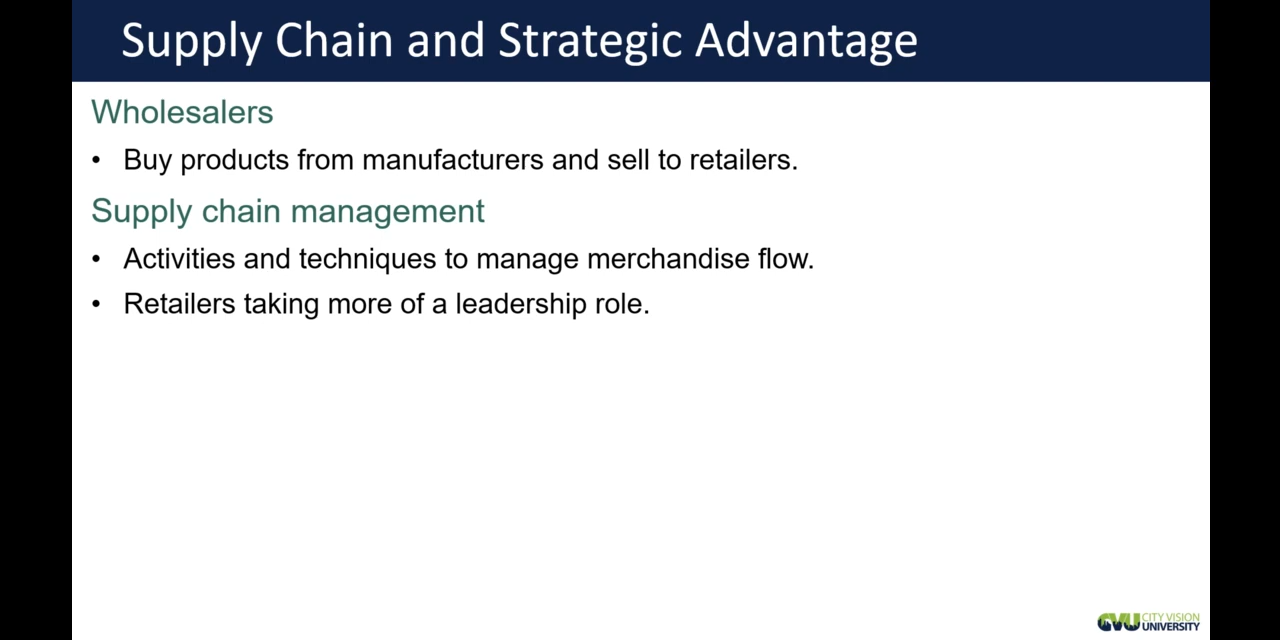 Supply Chain and Strategic Advantage
Wholesalers
• Buy products from manufacturers and sell to retailers.
Supply chain management
• Activities and techniques to manage merchandise flow.
• Retailers taking more of a leadership role.
CVU CITY VISION
UNIVERSITY